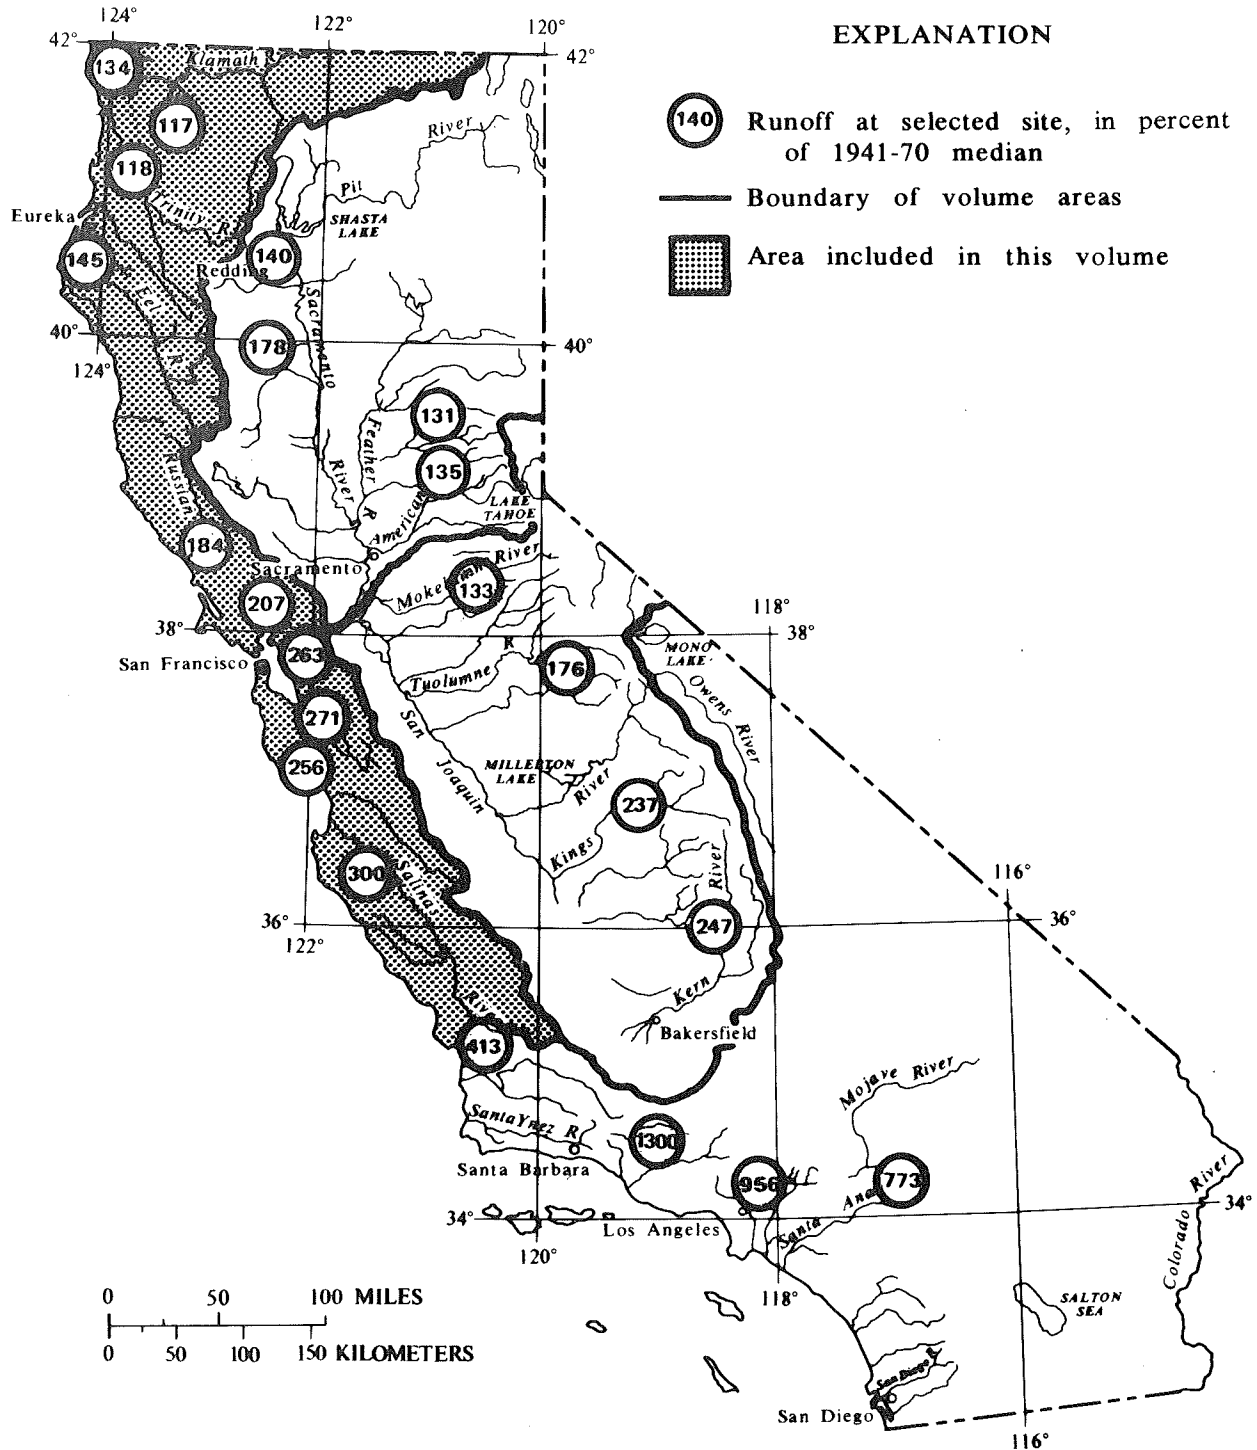 124°
122°
120°
42°
42°
EXPLANATION
134
Klamath R
140
Runoff at selected site, in percent
of 1941-70 median
117
River
118
Boundary of volume areas
Pit
Trinity R
SHASTA
LAKE
Eureka
145
140
Area included in this volume
Redding
Eel
R
Sacramento
River
40°
40°
124°
178
131
Feather
R
135
American
LAKE
TAHOE
Russian
184
Sacramento
River
133
207
118°
38°
38°
263
San Francisco
MONO
LAKE
Tuolumne
R
176
271
San
Joaquin
Owens River
256
MILLERTON
LAKE
River
237
Kings
300
Salina
River
116°
36°
36°
122°
247
Kern
Bakersfield
413
Mojave River
Santa Ynez R
1300
Santa Barbara
956
773
Santa
Ana
River
34°
34°
Los Angeles
120°
Colorado
118°
0 50 100 MILES
0 50 100 150 KILOMETERS
SALTON
SEA
San Diego R
San Diego
116°